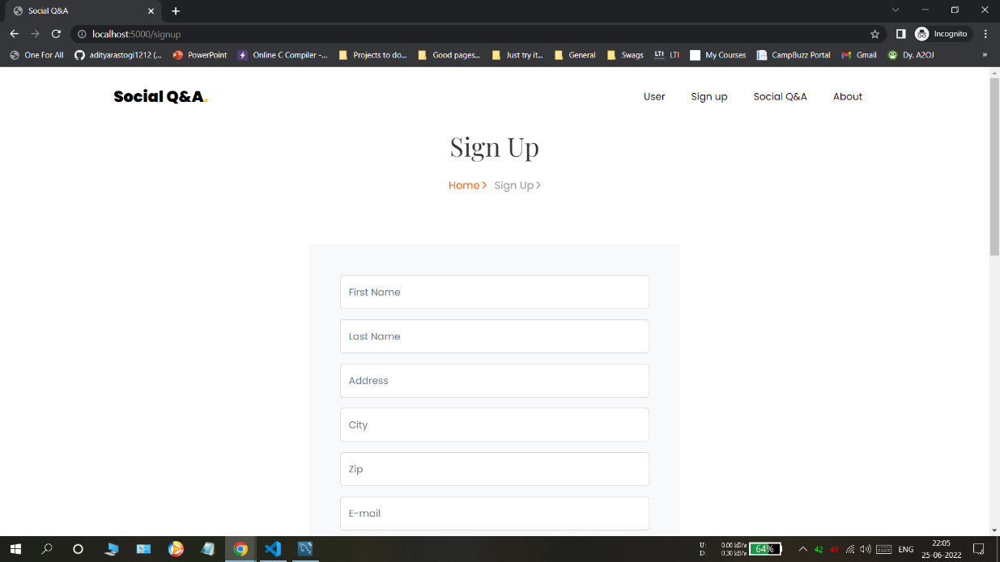 Social Q&A
localhost:5000/signup
Incognito
One For All
adityarastogi1212 (...
PowerPoint
Online C Compiler -...
Projects to do...
Good pages...
Just try it...
General
Swags
LTI
LTI
My Courses
CampBuzz Portal
Gmail
Dy. A2OJ
»
Social Q&A.
User
Sign up
Social Q&A
About
Sign Up
Home > Sign Up >
First Name
Last Name
Address
City
Zip
E-mail
U: 0.00 kB/s
D: 0.30 kB/s
64%
42
49
ENG
22:05
25-06-2022